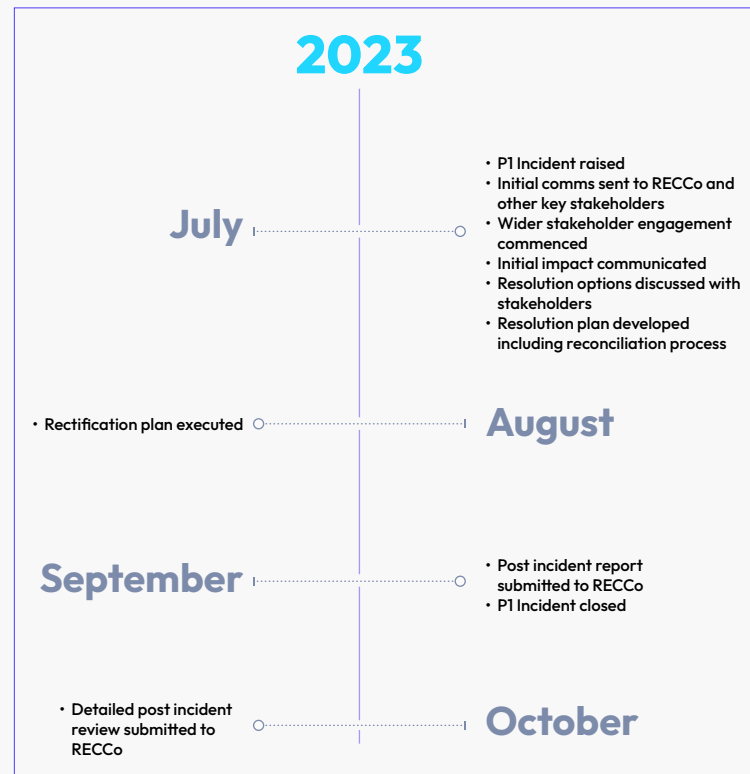 2023
July
• P1 Incident raised
• Initial comms sent to RECCo and
other key stakeholders
• Wider stakeholder engagement
commenced
• Initial impact communicated
• Resolution options discussed with
stakeholders
• Resolution plan developed
including reconciliation process
August
• Rectification plan executed
September
• Post incident report
submitted to RECCo
• P1 Incident closed
October
• Detailed post incident
review submitted to
RECCo